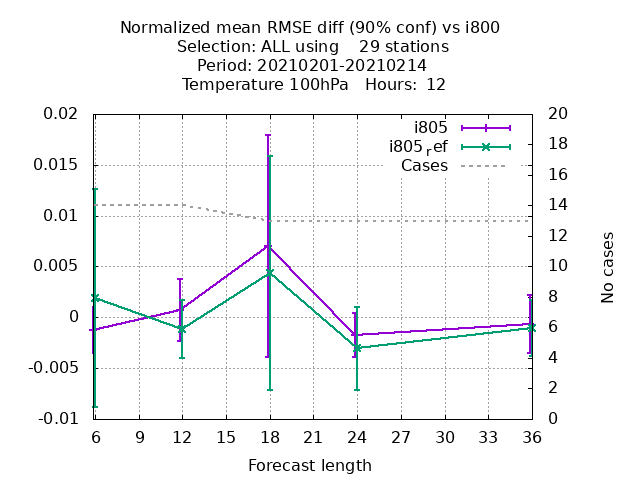 Normalized mean RMSE diff (90% conf) vs i800
Selection: ALL using 29 stations
Period: 20210201-20210214
Temperature 100hPa Hours: 12
i805
i805ref
Cases
0.02
0.015
0.01
0.005
0
-0.005
-0.01
20
18
16
14
12
10
8
6
4
2
0
No cases
6 9 12 15 18 21 24 27 30 33 36
Forecast length